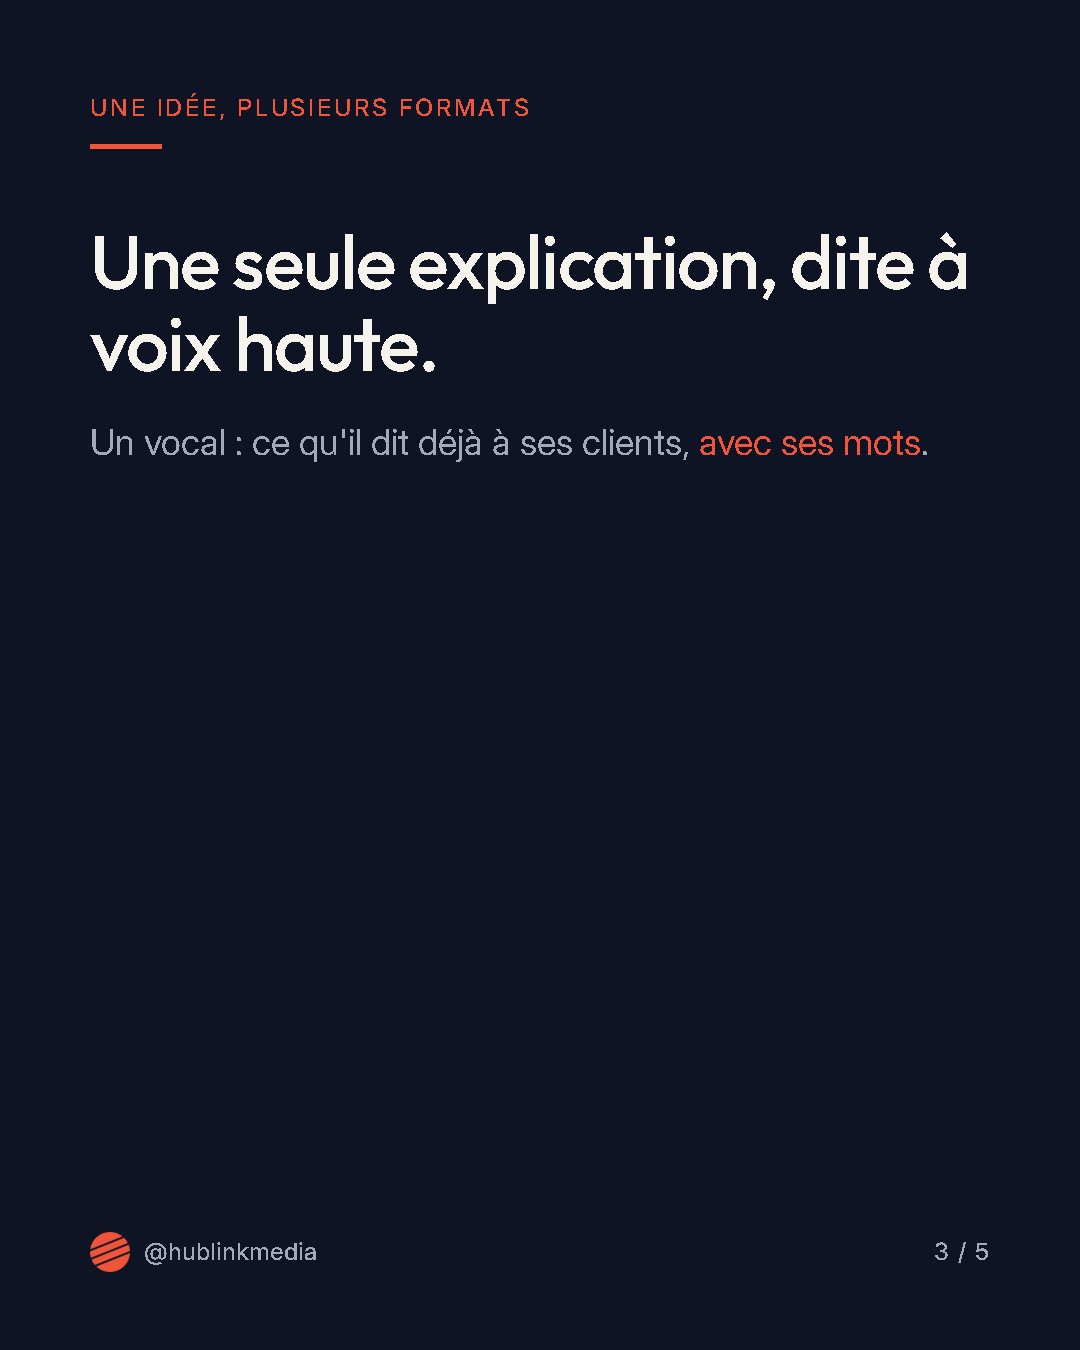 UNE IDÉE, PLUSIEURS FORMATS
Une seule explication, dite à
voix haute.
Un vocal : ce qu'il dit déjà à ses clients, avec ses mots.
@hublinkmedia
3 / 5